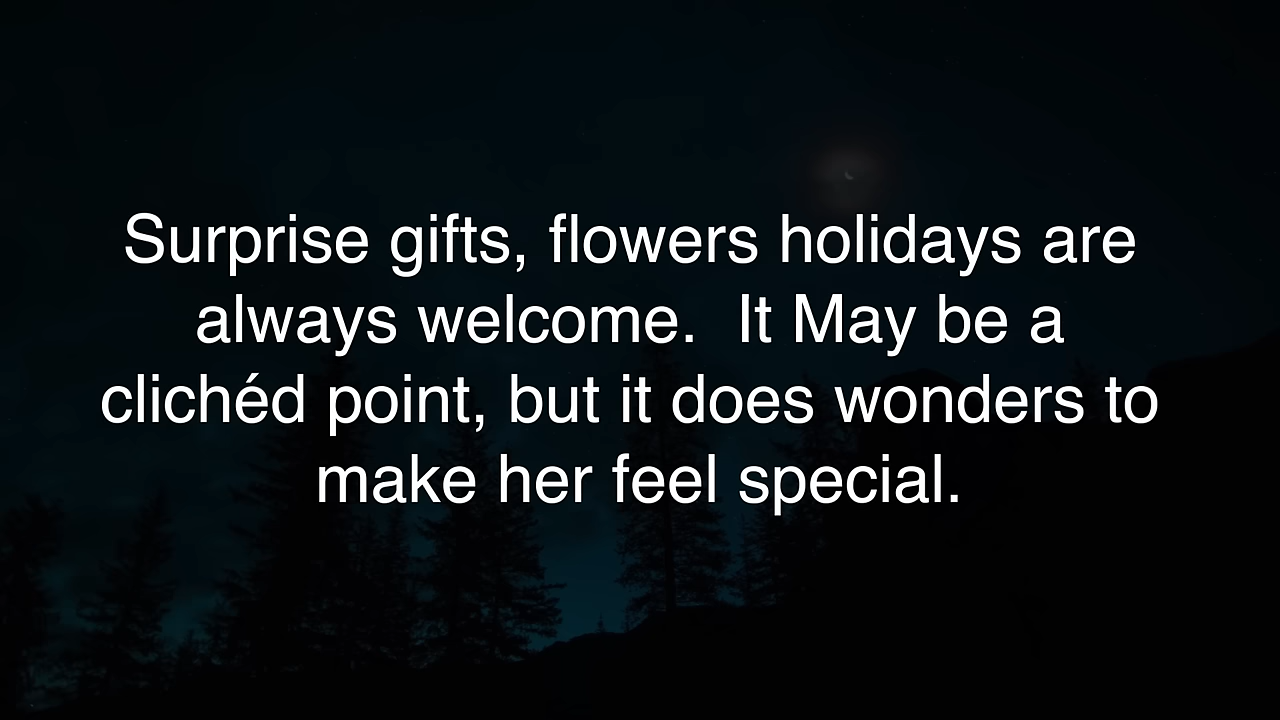 Surprise gifts, flowers holidays are
always welcome.  It May be a
clichéd point, but it does wonders to
make her feel special.